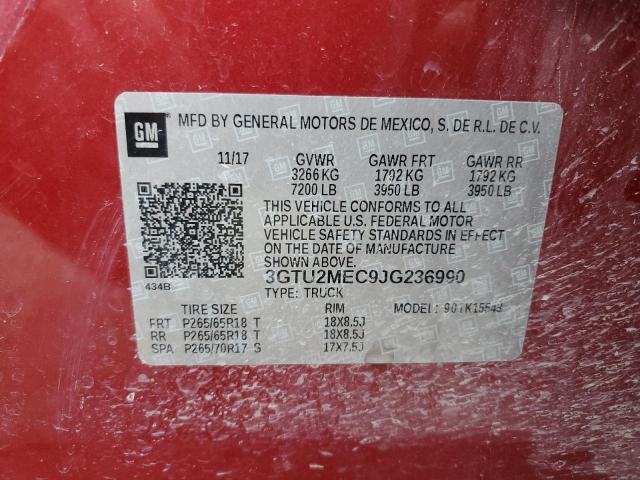 GM
MFD BY GENERAL MOTORS DE MEXICO, S. DE R.L. DE C.V.
11/17 GVWR GAWR FRT GAWR RR
3266 KG 1792 KG 1792 KG
7200 LB 3950 LB 3950 LB
THIS VEHICLE CONFORMS TO ALL
APPLICABLE U.S. FEDERAL MOTOR
VEHICLE SAFETY STANDARDS IN EFFECT
ON THE DATE OF MANUFACTURE
SHOWN ABOVE.
434B 3GTU2MEC9JG236990
TYPE: TRUCK
TIRE SIZE RIM MODEL:
FRT P265/65R18 T 18X8.5J
RR P265/65R18 T 18X8.5J
SPA P265/70R17 S 17X7.5J